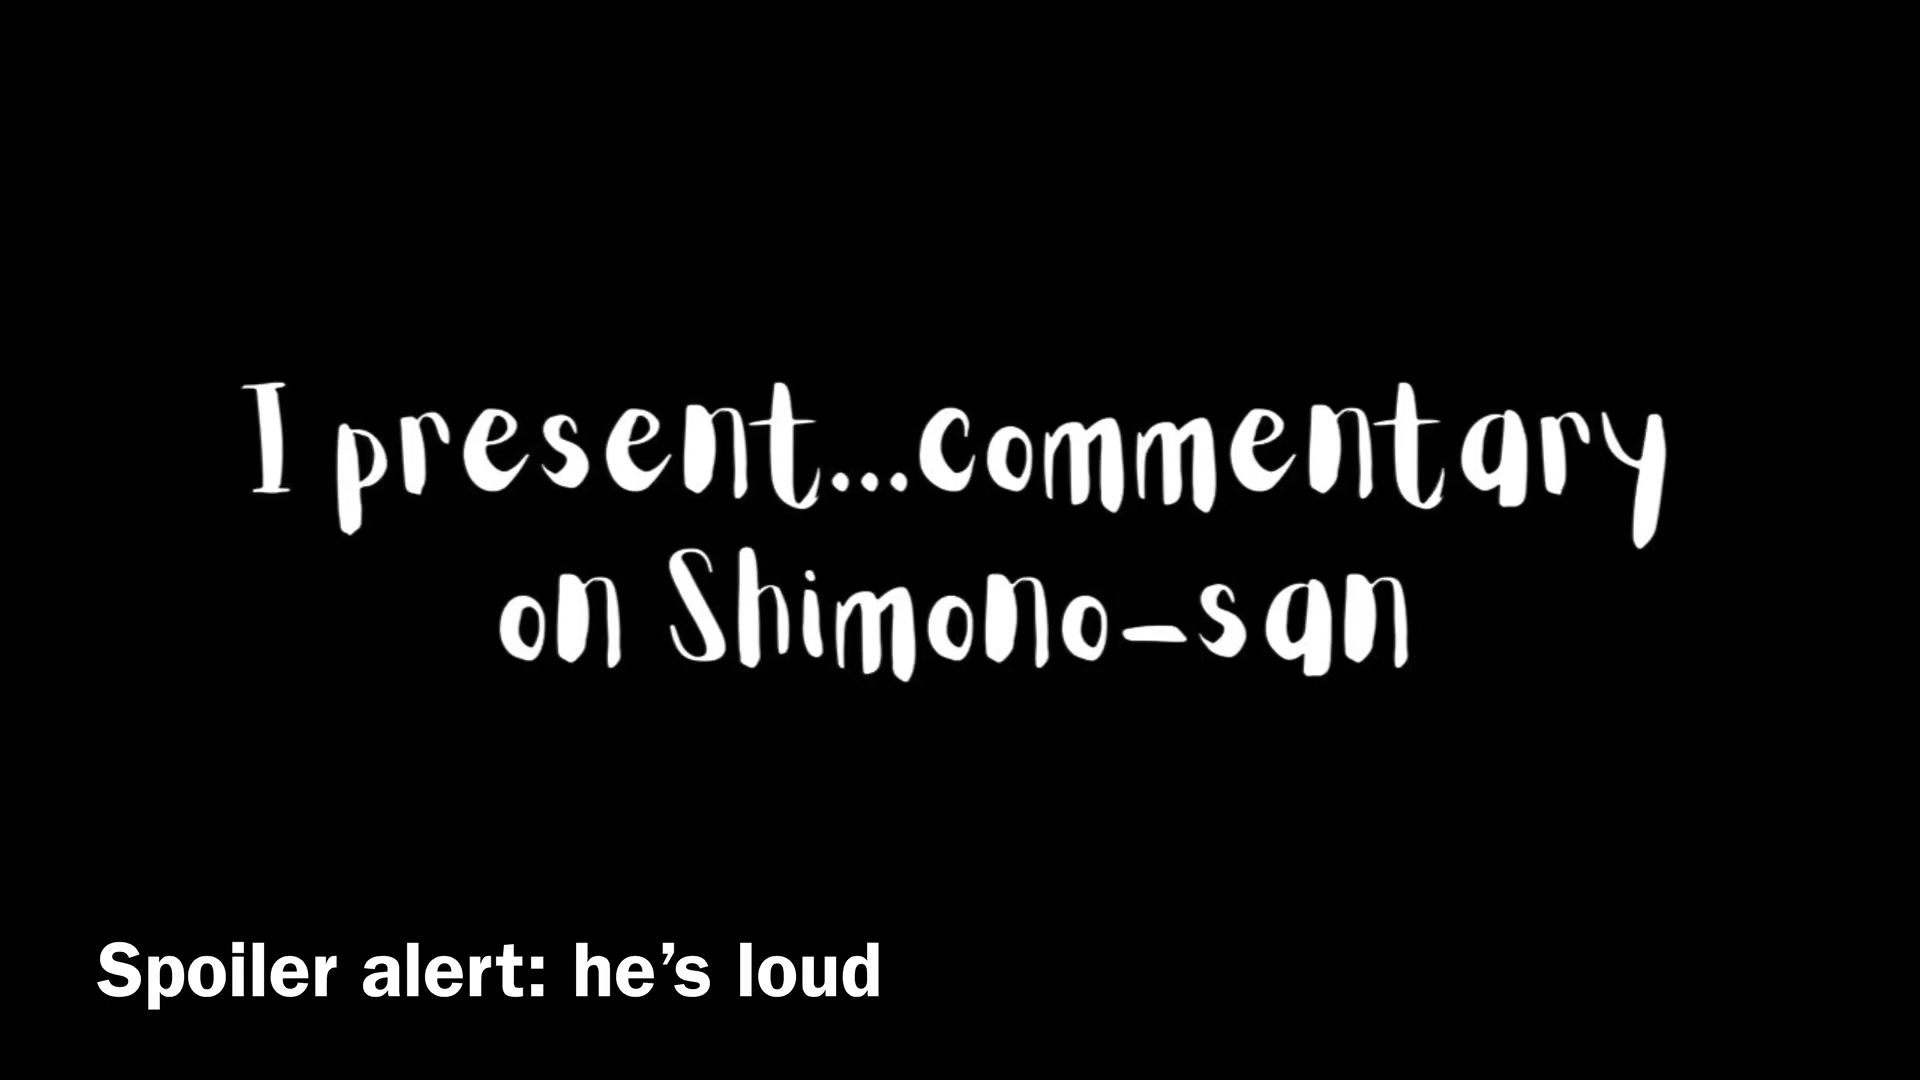 I present...commentary
on Shimono-san
Spoiler alert: he’s loud